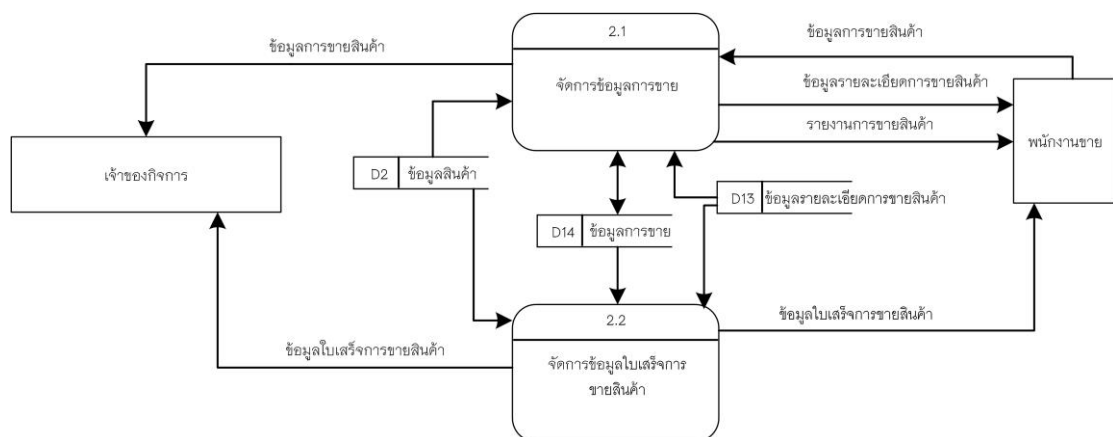 2.1
ข้อมูลการขายสินค้า
ข้อมูลการขายสินค้า
จัดการข้อมูลการขาย
ข้อมูลรายละเอียดการขายสินค้า
รายงานการขายสินค้า
พนักงานขาย
เจ้าของกิจการ
D2 ข้อมูลสินค้า
D13 ข้อมูลรายละเอียดการขายสินค้า
D14 ข้อมูลการขาย
2.2
ข้อมูลใบเสร็จการขายสินค้า
ข้อมูลใบเสร็จการขายสินค้า
จัดการข้อมูลใบเสร็จการ
ขายสินค้า